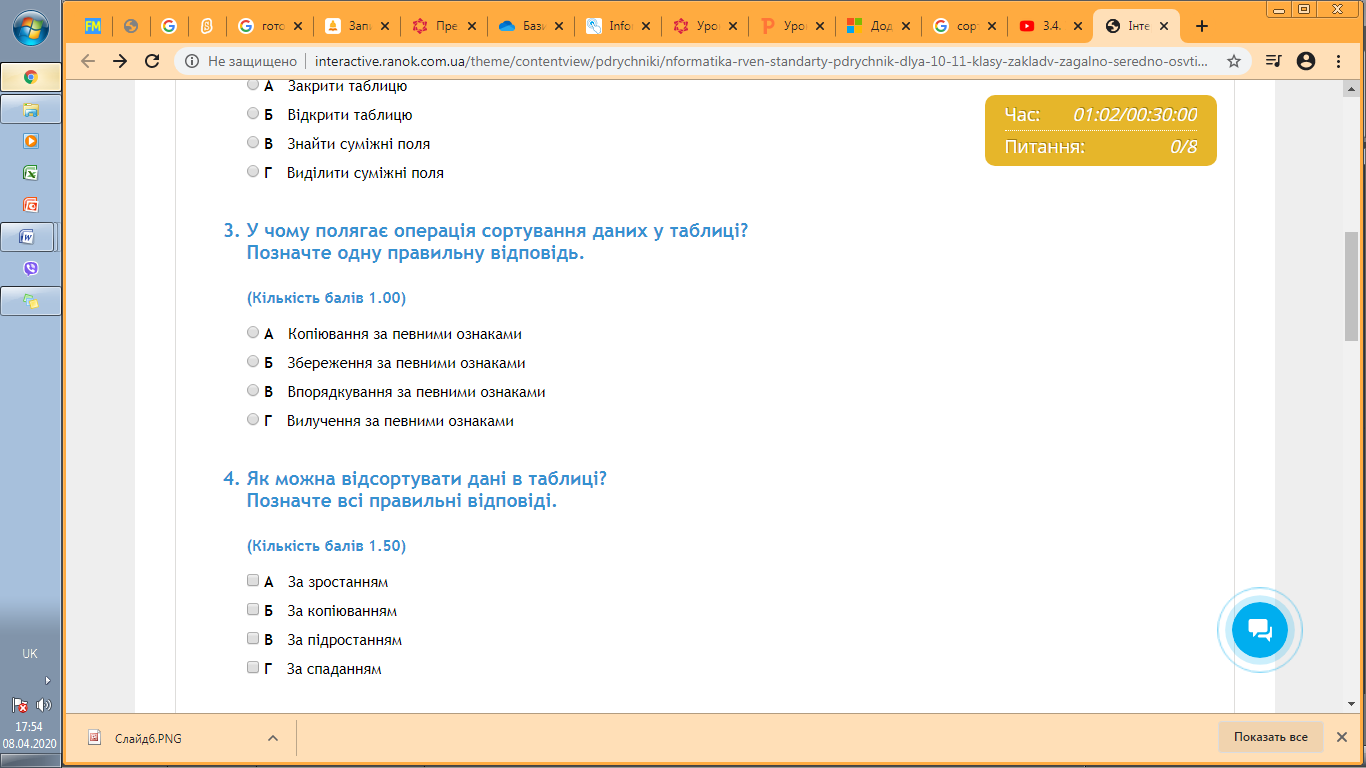 FM
гото
Запи
Пре
Бази
Infor
Урок
Урок
Дод
сорт
3.4.
Інте
Не защищено
interactive.ranok.com.ua/theme/contentview/pdrychniki/nformatika-rven-standarty-pdrychnik-dlya-10-11-klasy-zakladv-zagalno-seredno-osvti...
А Закрити таблицю
Б Відкрити таблицю
В Знайти суміжні поля
Г Виділити суміжні поля
Час: 01:02/00:30:00
Питання: 0/8
3. У чому полягає операція сортування даних у таблиці?
Позначте одну правильну відповідь.
(Кількість балів 1.00)
А Копіювання за певними ознаками
Б Збереження за певними ознаками
В Впорядкування за певними ознаками
Г Вилучення за певними ознаками
4. Як можна відсортувати дані в таблиці?
Позначте всі правильні відповіді.
(Кількість балів 1.50)
А За зростанням
Б За копіюванням
В За підростанням
Г За спаданням
UK
17:54
08.04.2020
Слайд6.PNG
Показать все